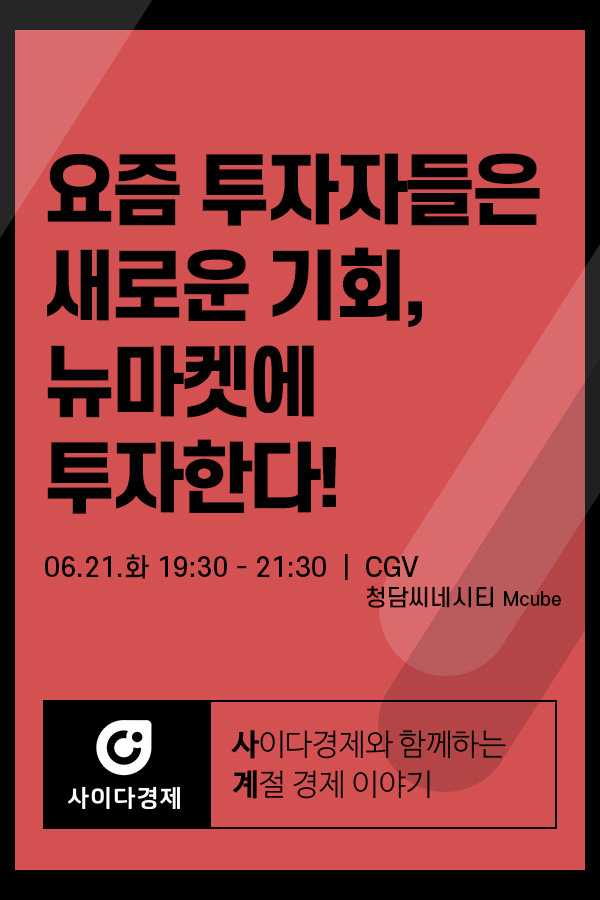 요즘 투자자들은
새로운 기회,
뉴마켓에
투자한다!
06.21.화 19:30 - 21:30 | CGV
청담씨네시티 Mcube
사이다경제
사이다경제와 함께하는
계절 경제 이야기